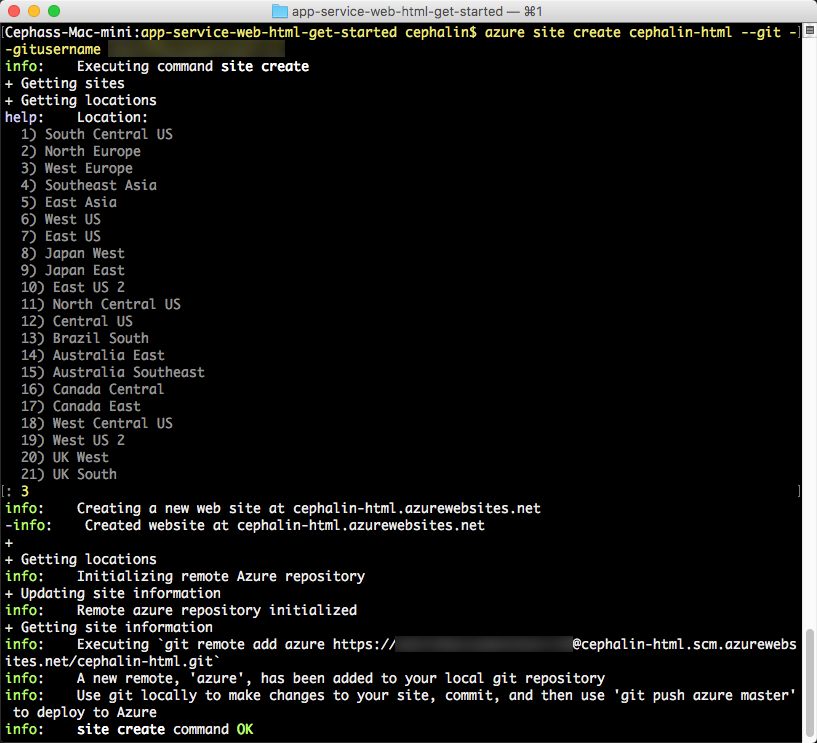 app-service-web-html-get-started — ⌘1
[Cephass-Mac-mini:app-service-web-html-get-started cephalin$ azure site create cephalin-html --git -]
-gitusername
info:    Executing command site create
+ Getting sites
+ Getting locations
help:    Location:
  1) South Central US
  2) North Europe
  3) West Europe
  4) Southeast Asia
  5) East Asia
  6) West US
  7) East US
  8) Japan West
  9) Japan East
  10) East US 2
  11) North Central US
  12) Central US
  13) Brazil South
  14) Australia East
  15) Australia Southeast
  16) Canada Central
  17) Canada East
  18) West Central US
  19) West US 2
  20) UK West
  21) UK South
[: 3 ]
info:    Creating a new web site at cephalin-html.azurewebsites.net
-info:    Created website at cephalin-html.azurewebsites.net
+
+ Getting locations
info:    Initializing remote Azure repository
+ Updating site information
info:    Remote azure repository initialized
+ Getting site information
info:    Executing `git remote add azure https://@cephalin-html.scm.azurewebs
ites.net/cephalin-html.git`
info:    A new remote, 'azure', has been added to your local git repository
info:    Use git locally to make changes to your site, commit, and then use 'git push azure master'
 to deploy to Azure
info:    site create command OK